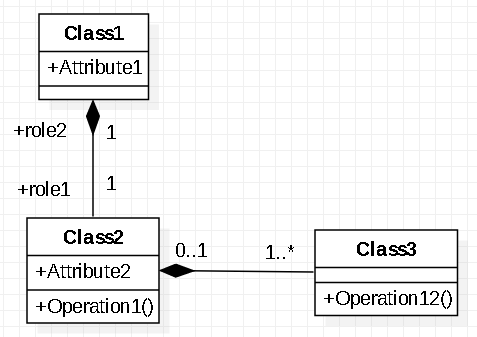 Class1
+Attribute1
+role2
1
+role1
1
Class2
+Attribute2
+Operation1()
0..1
1..*
Class3
+Operation12()